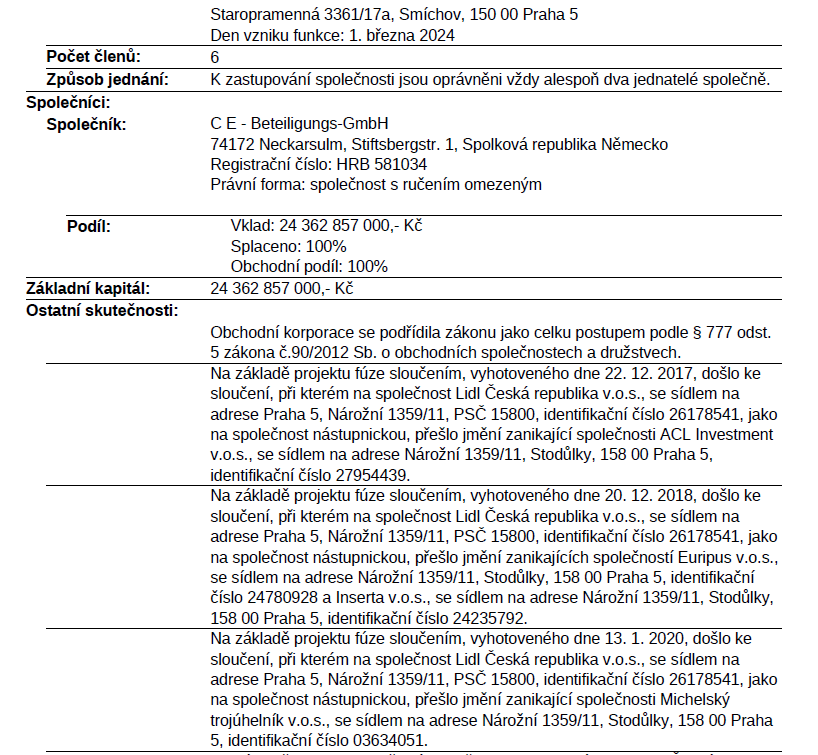 Staropramenná 3361/17a, Smíchov, 150 00 Praha 5
Den vzniku funkce: 1. března 2024
Počet členů: 6
Způsob jednání: K zastupování společnosti jsou oprávněni vždy alespoň dva jednatelé společně.
Společníci:
Společník: C E - Beteiligungs-GmbH
74172 Neckarsulm, Stiftsbergstr. 1, Spolková republika Německo
Registrační číslo: HRB 581034
Právní forma: společnost s ručením omezeným
Podíl: Vklad: 24 362 857 000,- Kč
Splaceno: 100%
Obchodní podíl: 100%
Základní kapitál: 24 362 857 000,- Kč
Ostatní skutečnosti:
Obchodní korporace se podřídila zákonu jako celku postupem podle § 777 odst.
5 zákona č.90/2012 Sb. o obchodních společnostech a družstvech.
Na základě projektu fúze sloučením, vyhotoveného dne 22. 12. 2017, došlo ke
sloučení, při kterém na společnost Lidl Česká republika v.o.s., se sídlem na
adrese Praha 5, Nárožní 1359/11, PSČ 15800, identifikační číslo 26178541, jako
na společnost nástupnickou, přešlo jmění zanikající společnosti ACL Investment
v.o.s., se sídlem na adrese Nárožní 1359/11, Stodůlky, 158 00 Praha 5,
identifikační číslo 27954439.
Na základě projektu fúze sloučením, vyhotoveného dne 20. 12. 2018, došlo ke
sloučení, při kterém na společnost Lidl Česká republika v.o.s., se sídlem na
adrese Praha 5, Nárožní 1359/11, PSČ 15800, identifikační číslo 26178541, jako
na společnost nástupnickou, přešlo jmění zanikajících společností Euripus v.o.s.,
se sídlem na adrese Nárožní 1359/11, Stodůlky, 158 00 Praha 5, identifikační
číslo 24780928 a Inserta v.o.s., se sídlem na adrese Nárožní 1359/11, Stodůlky,
158 00 Praha 5, identifikační číslo 24235792.
Na základě projektu fúze sloučením, vyhotoveného dne 13. 1. 2020, došlo ke
sloučení, při kterém na společnost Lidl Česká republika v.o.s., se sídlem na
adrese Praha 5, Nárožní 1359/11, PSČ 15800, identifikační číslo 26178541, jako
na společnost nástupnickou, přešlo jmění zanikající společnosti Michelský
trojúhelník v.o.s., se sídlem na adrese Nárožní 1359/11, Stodůlky, 158 00 Praha
5, identifikační číslo 03634051.